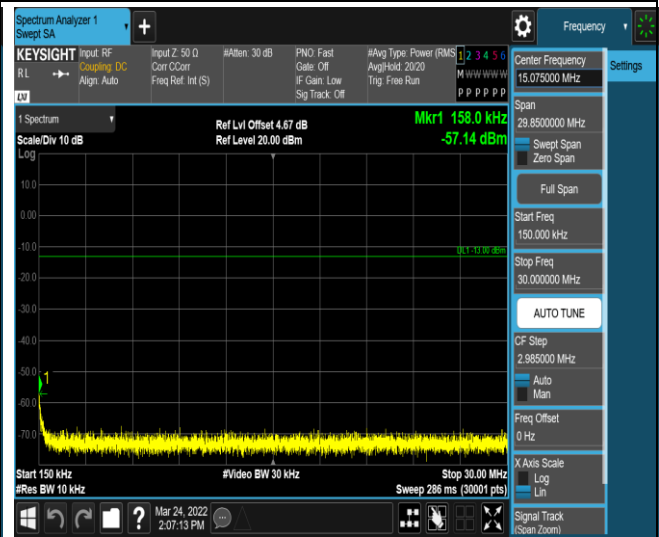 Spectrum Analyzer 1
Swept SA
+
Frequency
KEYSIGHT
RL
LXI
Input: RF
Coupling: DC
Align: Auto
Input Z: 50 Ω
Corr CCorr
Freq Ref: Int (S)
#Atten: 30 dB
PNO: Fast
Gate: Off
IF Gain: Low
Sig Track: Off
#Avg Type: Power (RMS
Avg|Hold: 20/20
Trig: Free Run
1 2 3 4 5 6
M W W W W W
P P P P P P
1 Spectrum
Scale/Div 10 dB
Log
Ref Lvl Offset 4.67 dB
Ref Level 20.00 dBm
Mkr1 158.0 kHz
-57.14 dBm
10.0
0.00
-10.0
DL1 -13.00 dBm
-20.0
-30.0
-40.0
-50.0
1
-60.0
-70.0
Start 150 kHz
#Res BW 10 kHz
#Video BW 30 kHz
Stop 30.00 MHz
Sweep 286 ms (30001 pts)
?
Mar 24, 2022
2:07:13 PM
Center Frequency
15.075000 MHz
Settings
Span
29.8500000 MHz
Swept Span
Zero Span
Full Span
Start Freq
150.000 kHz
Stop Freq
30.000000 MHz
AUTO TUNE
CF Step
2.985000 MHz
Auto
Man
Freq Offset
0 Hz
X Axis Scale
Log
Lin
Signal Track
(Span Zoom)